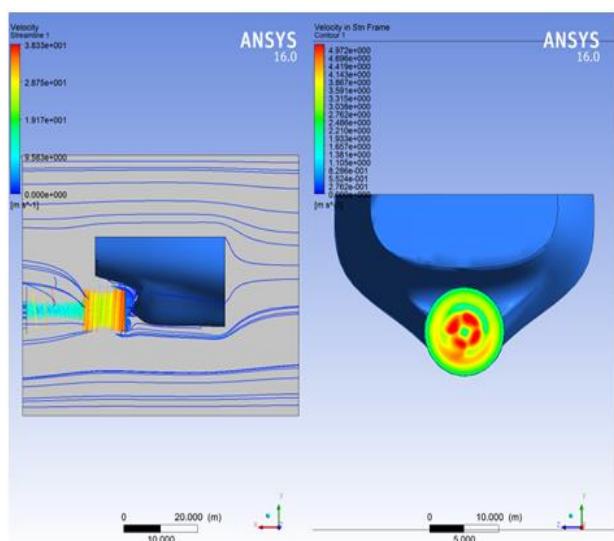 Velocity
Streamline 1
3.833e+001
2.875e+001
1.917e+001
9.583e+000
0.000e+000
[m s^-1]
ANSYS
16.0
0 20.000 (m)
10.000
Y
X
Velocity in Stn Frame
Contour 1
4.972e+000
4.696e+000
4.419e+000
4.143e+000
3.867e+000
3.591e+000
3.315e+000
3.038e+000
2.762e+000
2.486e+000
2.210e+000
1.933e+000
1.657e+000
1.381e+000
1.105e+000
8.286e-001
5.524e-001
2.762e-001
0.000e+000
[m s^-1]
ANSYS
16.0
0 10.000 (m)
5.000
Y
Z